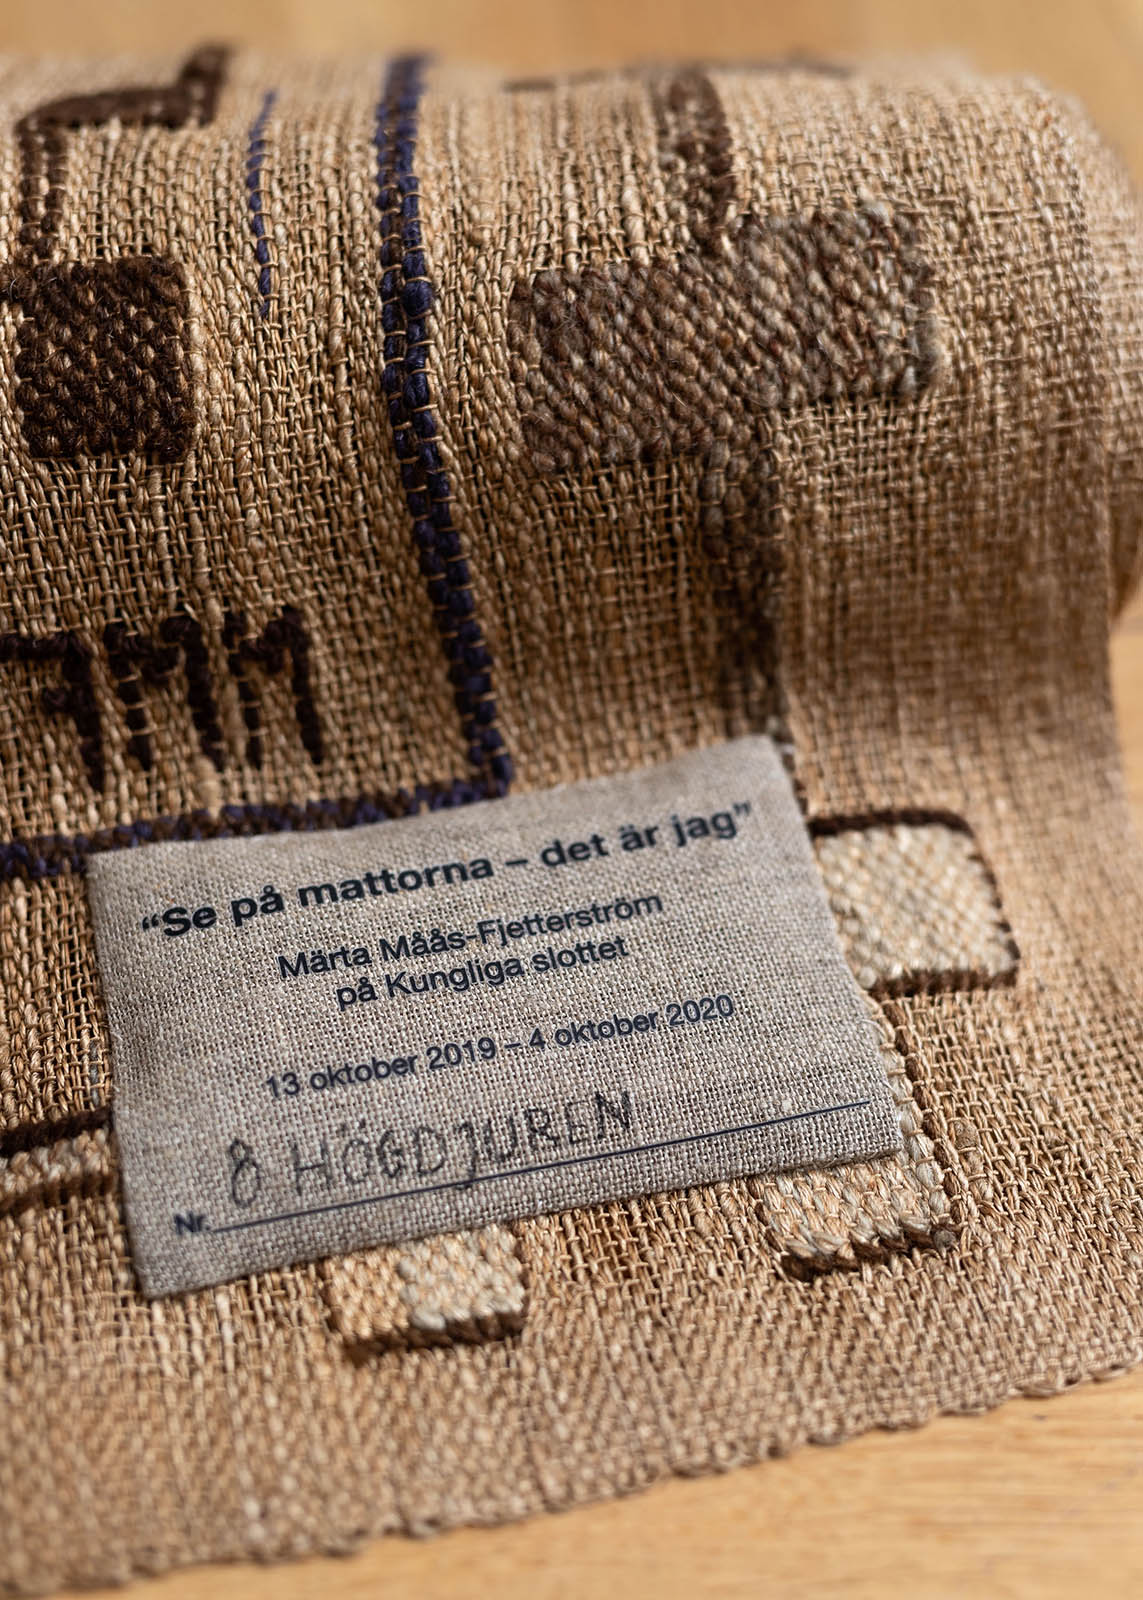 “Se på mattorna – det är jag”
Märta Måås-Fjetterström
på Kungliga slottet
13 oktober 2019 – 4 oktober 2020
Nr. 8 HÖGDJUREN